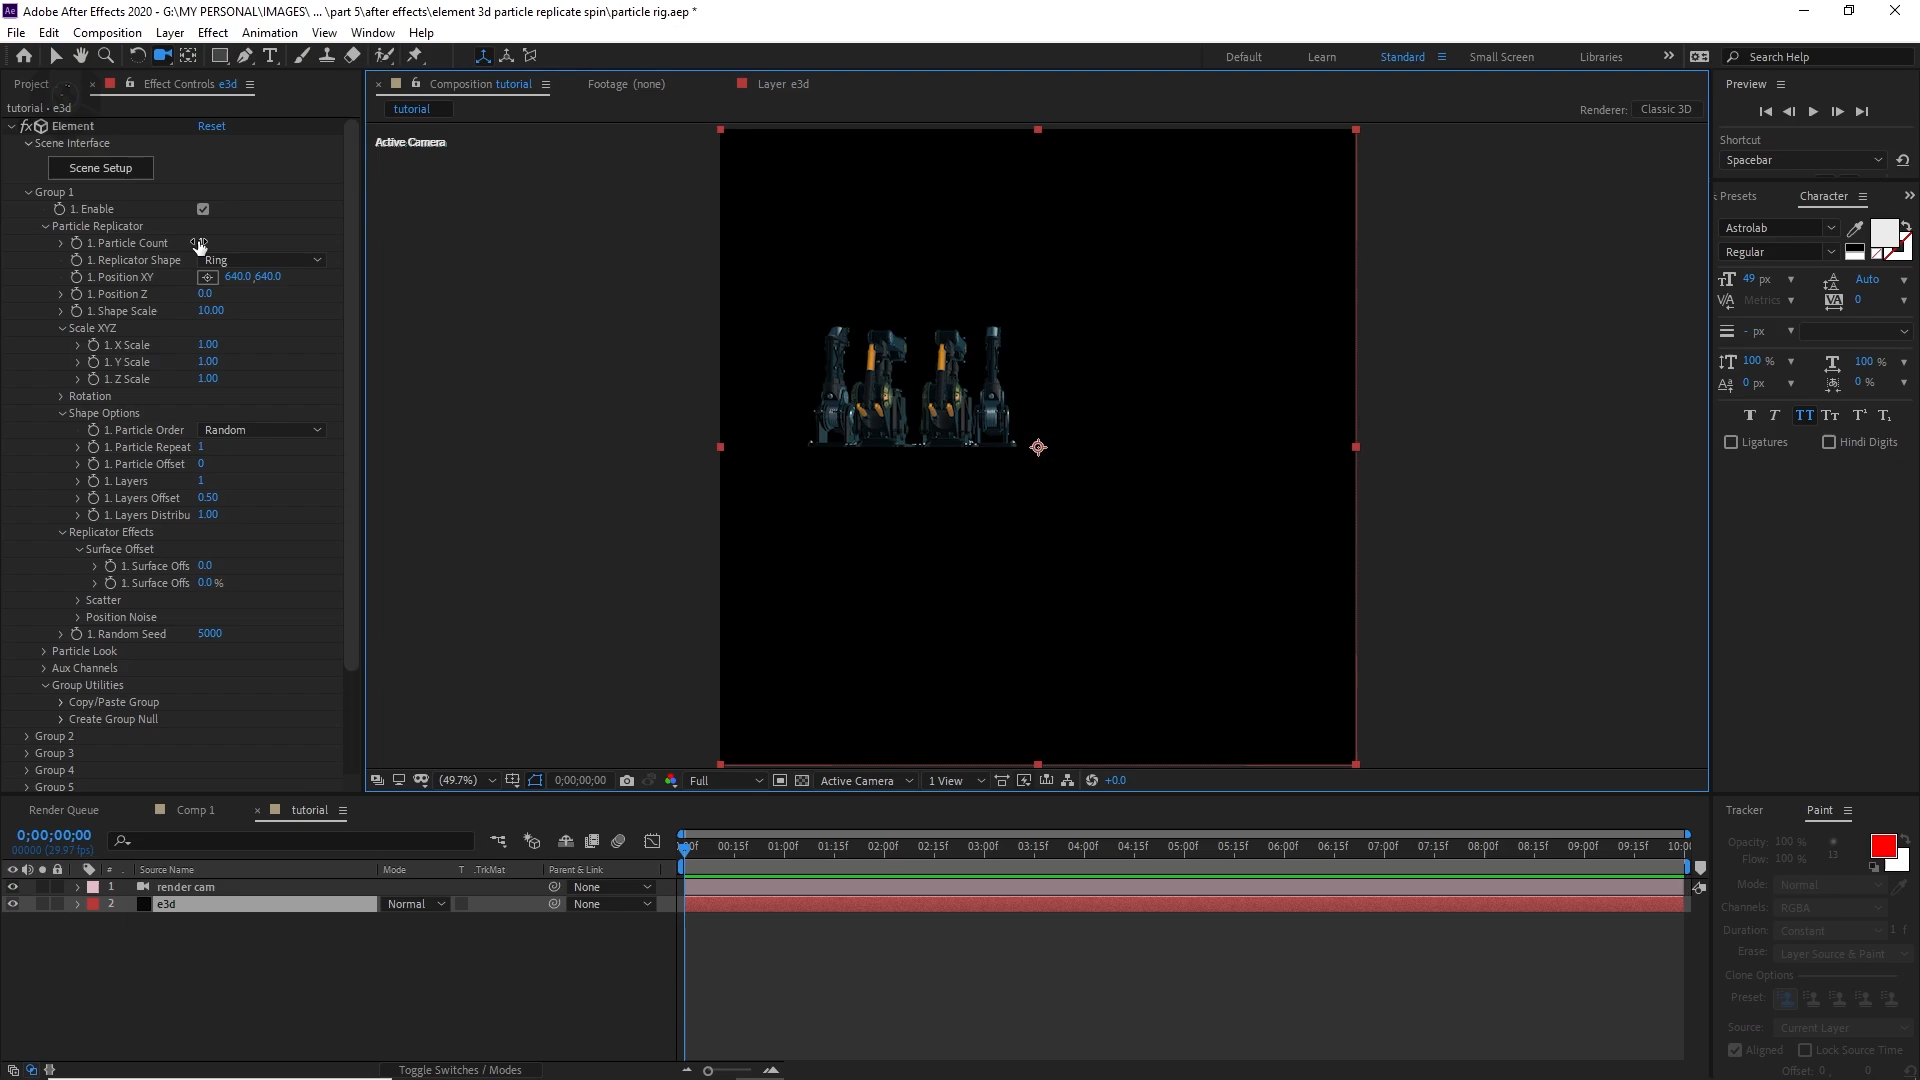 Adobe After Effects 2020 - G:\MY PERSONAL\IMAGES\ ... \part 5\after effects\element 3d particle replicate spin\particle rig.aep *
File Edit Composition Layer Effect Animation View Window Help
Default Learn Standard Small Screen Libraries Search Help
Project Effect Controls e3d
Composition tutorial Footage (none) Layer e3d
Preview
tutorial • e3d
tutorial
Renderer: Classic 3D
Element Reset
Scene Interface
Scene Setup
Group 1
1. Enable
Particle Replicator
1. Particle Count
1. Replicator Shape Ring
1. Position XY 640.0,640.0
1. Position Z 0.0
1. Shape Scale 10.00
Scale XYZ
1. X Scale 1.00
1. Y Scale 1.00
1. Z Scale 1.00
Rotation
Shape Options
1. Particle Order Random
1. Particle Repeat 1
1. Particle Offset 0
1. Layers 1
1. Layers Offset 0.50
1. Layers Distribu 1.00
Replicator Effects
Surface Offset
1. Surface Offs 0.0
1. Surface Offs 0.0 %
Scatter
Position Noise
1. Random Seed 5000
Particle Look
Aux Channels
Group Utilities
Copy/Paste Group
Create Group Null
Group 2
Group 3
Group 4
Group 5
Active Camera
(49.7%) 0;00;00;00 Full Active Camera 1 View +0.0
Shortcut
Spacebar
Presets Character
Astrolab
Regular
49 px Auto
Metrics 0
- px
100 % 100 %
0 px 0 %
T T TT Tr T¹ T₁
Ligatures Hindi Digits
Render Queue Comp 1 tutorial
0;00;00;00
00000 (29.97 fps)
00:15f 01:00f 01:15f 02:00f 02:15f 03:00f 03:15f 04:00f 04:15f 05:00f 05:15f 06:00f 06:15f 07:00f 07:15f 08:00f 08:15f 09:00f 09:15f 10:0
# Source Name Mode T .TrkMat Parent & Link
1 render cam None
2 e3d Normal None
Toggle Switches / Modes
Tracker Paint
Opacity: 100 %
Flow: 100 % 13
Mode: Normal
Channels: RGBA
Duration: Constant 1 f
Erase: Layer Source & Paint
Clone Options
Preset:
Source: Current Layer
Aligned Lock Source Time
Offset: 0 , 0